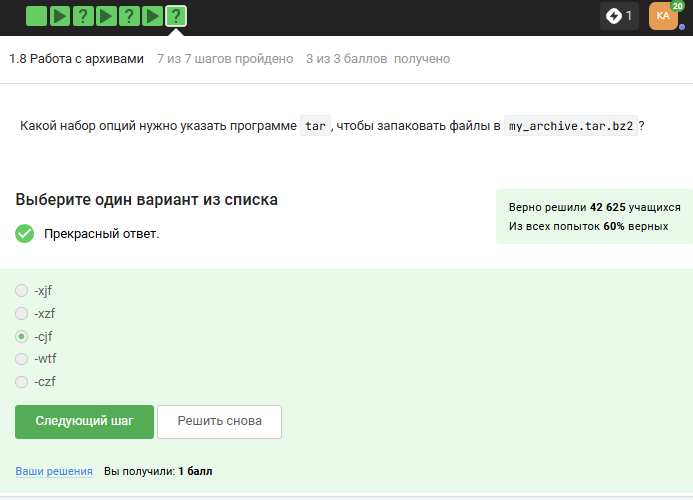 ? ? ?
1
KA
20
1.8 Работа с архивами 7 из 7 шагов пройдено 3 из 3 баллов получено
Какой набор опций нужно указать программе tar, чтобы запаковать файлы в my_archive.tar.bz2?
Выберите один вариант из списка
Прекрасный ответ.
Верно решили 42 625 учащихся
Из всех попыток 60% верных
-xjf
-xzf
-cjf
-wtf
-czf
Следующий шаг Решить снова
Ваши решения Вы получили: 1 балл